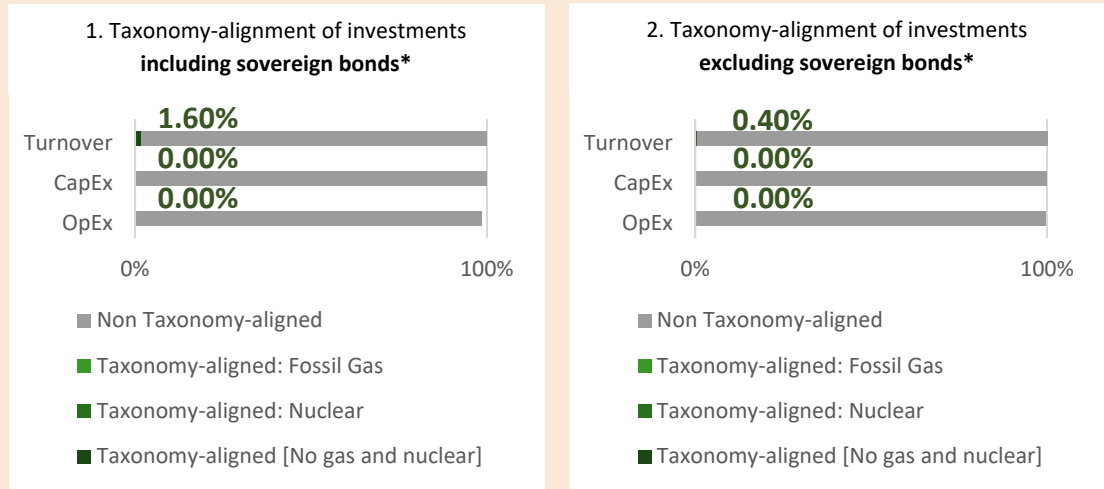 1. Taxonomy-alignment of investments
including sovereign bonds*
1.60%
Turnover
0.00%
CapEx
0.00%
OpEx
0% 100%
Non Taxonomy-aligned
Taxonomy-aligned: Fossil Gas
Taxonomy-aligned: Nuclear
Taxonomy-aligned [No gas and nuclear]
2. Taxonomy-alignment of investments
excluding sovereign bonds*
0.40%
Turnover
0.00%
CapEx
0.00%
OpEx
0% 100%
Non Taxonomy-aligned
Taxonomy-aligned: Fossil Gas
Taxonomy-aligned: Nuclear
Taxonomy-aligned [No gas and nuclear]